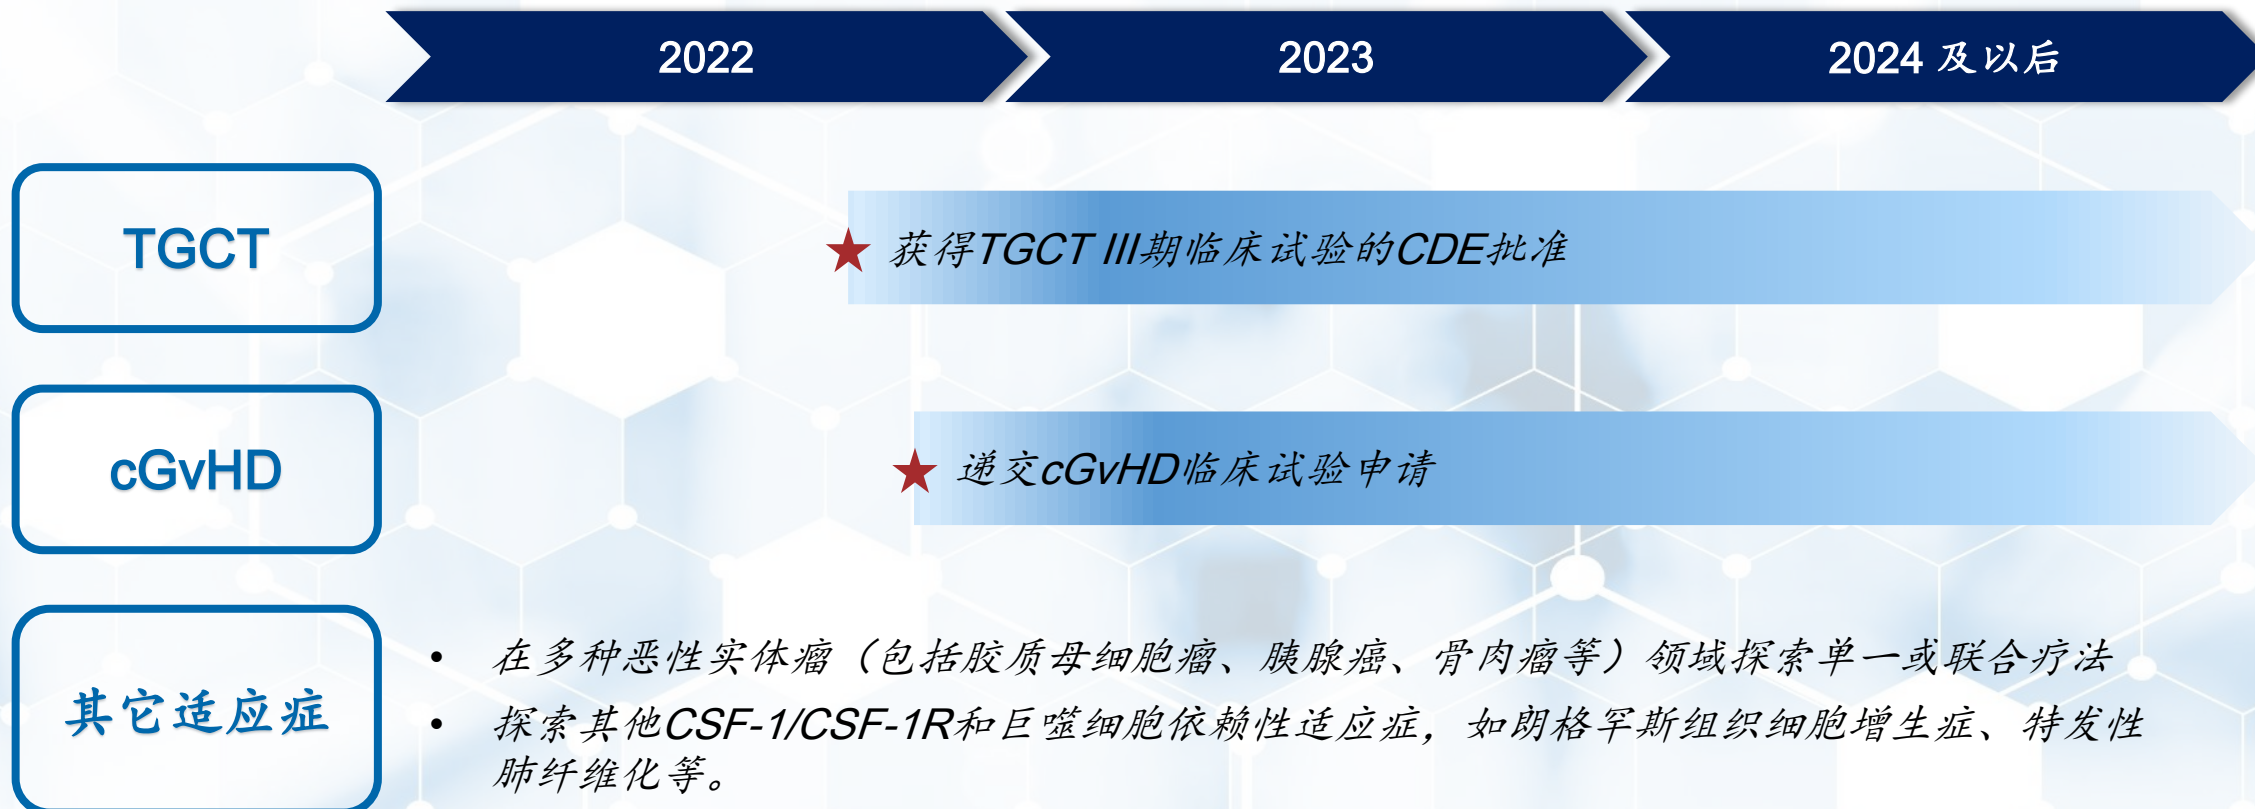 2022
2023
2024 及以后
TGCT
获得TGCT III期临床试验的CDE批准
cGvHD
递交cGvHD临床试验申请
其它适应症
• 在多种恶性实体瘤（包括胶质母细胞瘤、胰腺癌、骨肉瘤等）领域探索单一或联合疗法
• 探索其他CSF-1/CSF-1R和巨噬细胞依赖性适应症，如朗格罕斯组织细胞增生症、特发性
肺纤维化等。